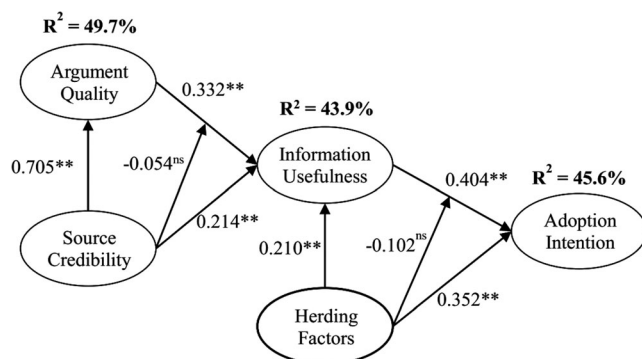 R² = 49.7%
Argument
Quality
0.332**
R² = 43.9%
0.705**
-0.054ⁿˢ
Information
Usefulness
0.404**
R² = 45.6%
0.214**
Source
Credibility
0.210**
-0.102ⁿˢ
Adoption
Intention
0.352**
Herding
Factors